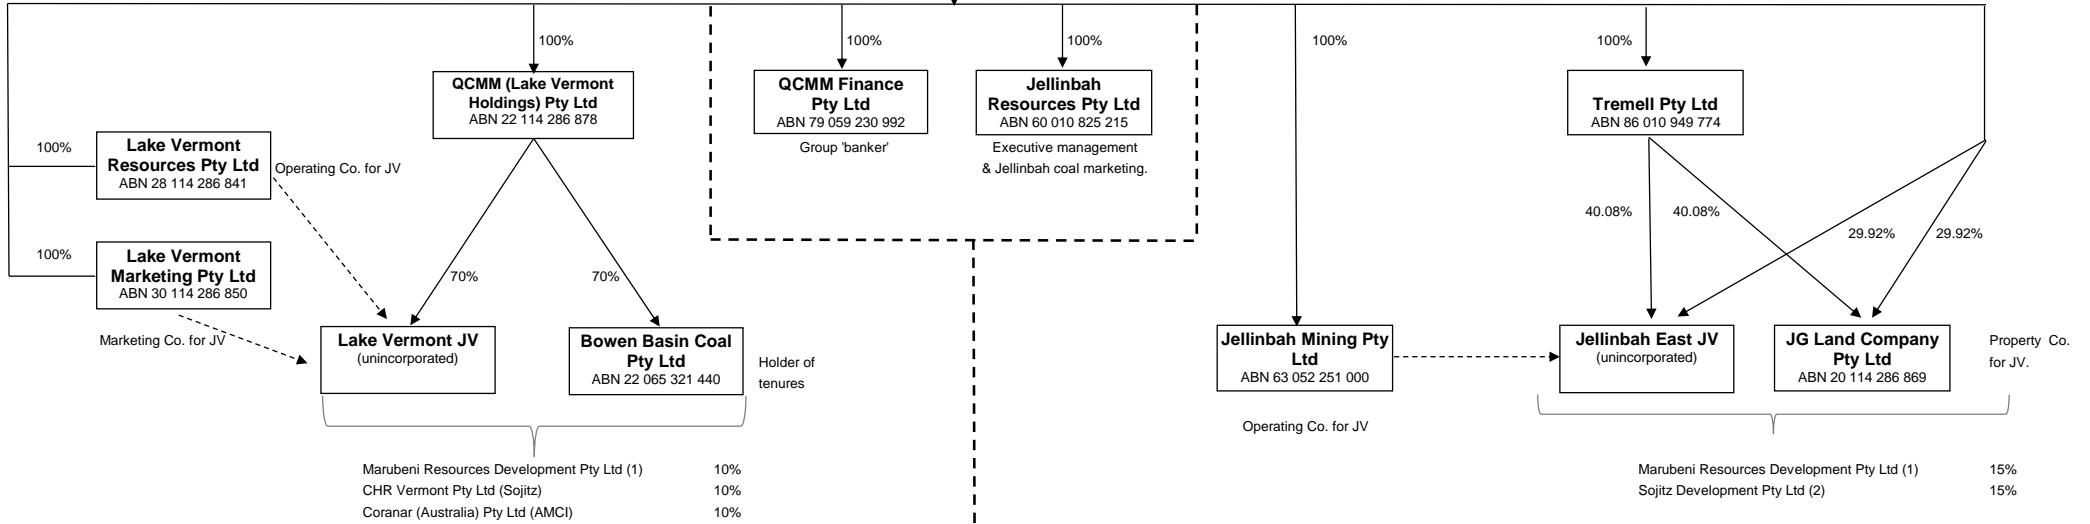 100%
100%
100%
100%
100%
QCMM (Lake Vermont
Holdings) Pty Ltd
ABN 22 114 286 878
QCMM Finance
Pty Ltd
ABN 79 059 230 992
Group 'banker'
Jellinbah
Resources Pty Ltd
ABN 60 010 825 215
Executive management
& Jellinbah coal marketing.
Tremell Pty Ltd
ABN 86 010 949 774
100%
Lake Vermont
Resources Pty Ltd
ABN 28 114 286 841
Operating Co. for JV
100%
Lake Vermont
Marketing Pty Ltd
ABN 30 114 286 850
Marketing Co. for JV
70%
70%
40.08%
40.08%
29.92%
29.92%
Lake Vermont JV
(unincorporated)
Bowen Basin Coal
Pty Ltd
ABN 22 065 321 440
Holder of
tenures
Jellinbah Mining Pty
Ltd
ABN 63 052 251 000
Operating Co. for JV
Jellinbah East JV
(unincorporated)
JG Land Company
Pty Ltd
ABN 20 114 286 869
Property Co.
for JV.
Marubeni Resources Development Pty Ltd (1) 10%
CHR Vermont Pty Ltd (Sojitz) 10%
Coranar (Australia) Pty Ltd (AMCI) 10%
Marubeni Resources Development Pty Ltd (1) 15%
Sojitz Development Pty Ltd (2) 15%